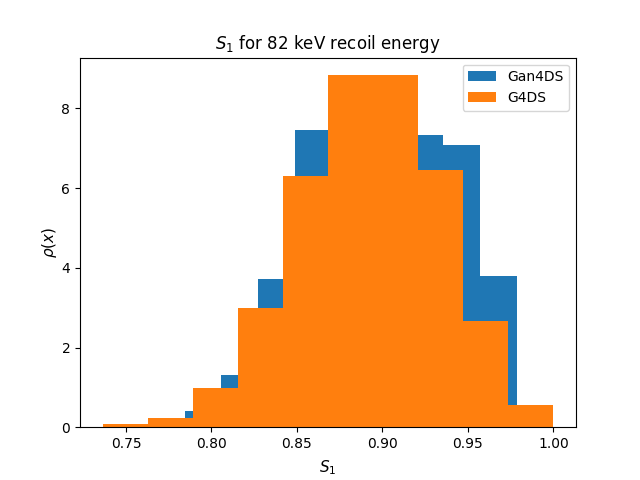 S₁ for 82 keV recoil energy
Gan4DS
G4DS
8
6
4
2
0
ρ(x)
0.75 0.80 0.85 0.90 0.95 1.00
S₁